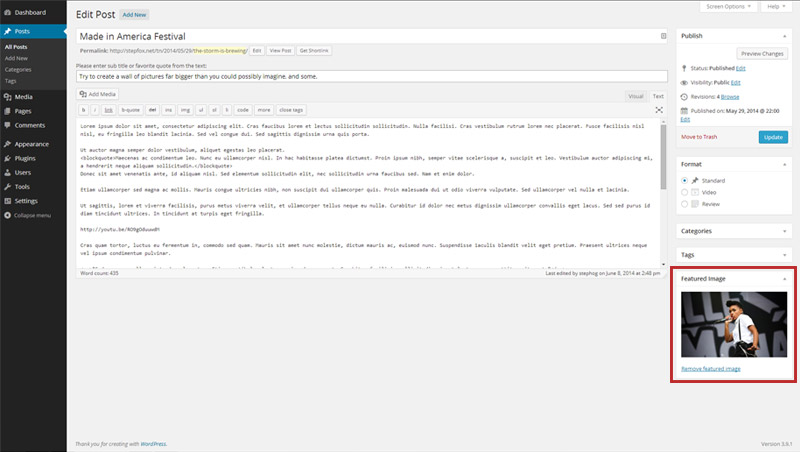 Dashboard
Posts
All Posts
Add New
Categories
Tags
Media
Pages
Comments
Appearance
Plugins
Users
Tools
Settings
Collapse menu
Screen Options
Help
Edit Post Add New
Made in America Festival
Permalink: http://stepfox.net/tn/2014/05/29/the-storm-is-brewing/ Edit View Post Get Shortlink
Please enter sub title or favorite quote from the text:
Try to create a wall of pictures far bigger than you could possibly imagine. and some.
Add Media
Visual Text
b i link b-quote del ins img ul ol li code more close tags
Lorem ipsum dolor sit amet, consectetur adipiscing elit. Cras faucibus lorem et lectus sollicitudin sollicitudin. Nulla facilisi. Cras vestibulum rutrum lorem nec placerat. Fusce facilisis nisl
nisi, eu fringilla leo blandit lacinia. Sed vel congue dui. Sed sagittis dignissim urna quis porta.
Ut auctor magna semper dolor vestibulum, aliquet egestas leo placerat.
<blockquote>Maecenas ac condimentum leo. Nunc eu ullamcorper nisl. In hac habitasse platea dictumst. Proin ipsum nibh, semper vitae scelerisque a, suscipit et leo. Vestibulum auctor adipiscing mi,
a hendrerit neque aliquam sollicitudin.</blockquote>
Donec sit amet venenatis ante, id aliquam nisl. Sed elementum sollicitudin elit, nec sollicitudin urna faucibus sed. Nam et enim dolor.
Etiam ullamcorper sed magna ac mollis. Mauris congue ultricies nibh, non suscipit dui ullamcorper quis. Proin malesuada dui ut odio viverra vulputate. Sed ullamcorper vel nulla et lacinia.
Ut sagittis, lorem et viverra facilisis, purus metus viverra velit, et ullamcorper tellus neque eu nulla. Curabitur id dolor nec metus dignissim ullamcorper convallis eget lacus. Sed sed purus id
diam tincidunt ultrices. In tincidunt at turpis eget fringilla.
Cras quam tortor, luctus eu fermentum in, commodo sed quam. Mauris sit amet nunc molestie, dictum mauris ac, euismod nunc. Suspendisse iaculis blandit velit eget pretium. Praesent ultrices neque
vel ipsum condimentum pulvinar.
Word count: 435
Last edited by stephog on June 8, 2014 at 2:48 pm
Publish
Preview Changes
Status: Published Edit
Visibility: Public Edit
Revisions: 4 Browse
Published on: May 29, 2014 @ 22:00
Edit
Move to Trash
Update
Format
Standard
Video
Review
Categories
Tags
Featured Image
Remove featured image
Thank you for creating with WordPress.
Version 3.9.1